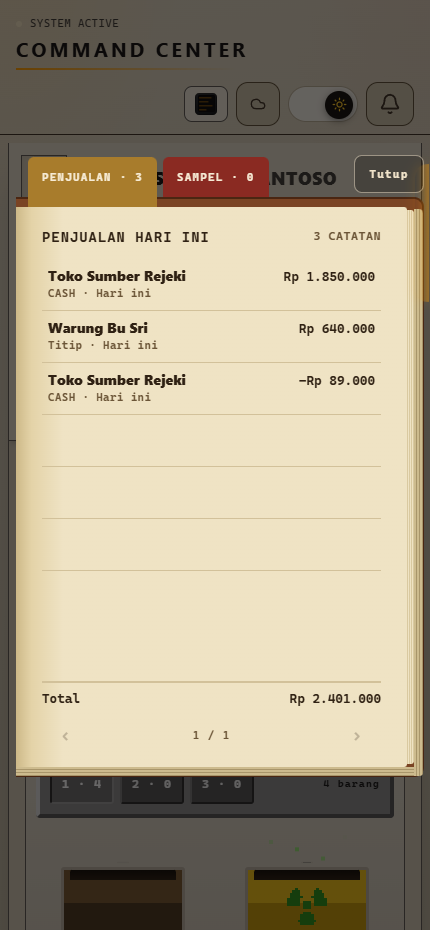 SYSTEM ACTIVE
COMMAND CENTER
PENJUALAN · 3
SAMPEL · 0
NTOSO
Tutup
PENJUALAN HARI INI
3 CATATAN
Toko Sumber Rejeki
Rp 1.850.000
CASH · Hari ini
Warung Bu Sri
Rp 640.000
Titip · Hari ini
Toko Sumber Rejeki
−Rp 89.000
CASH · Hari ini
Total
Rp 2.401.000
‹
1 / 1
›
1 · 4
2 · 0
3 · 0
4 barang